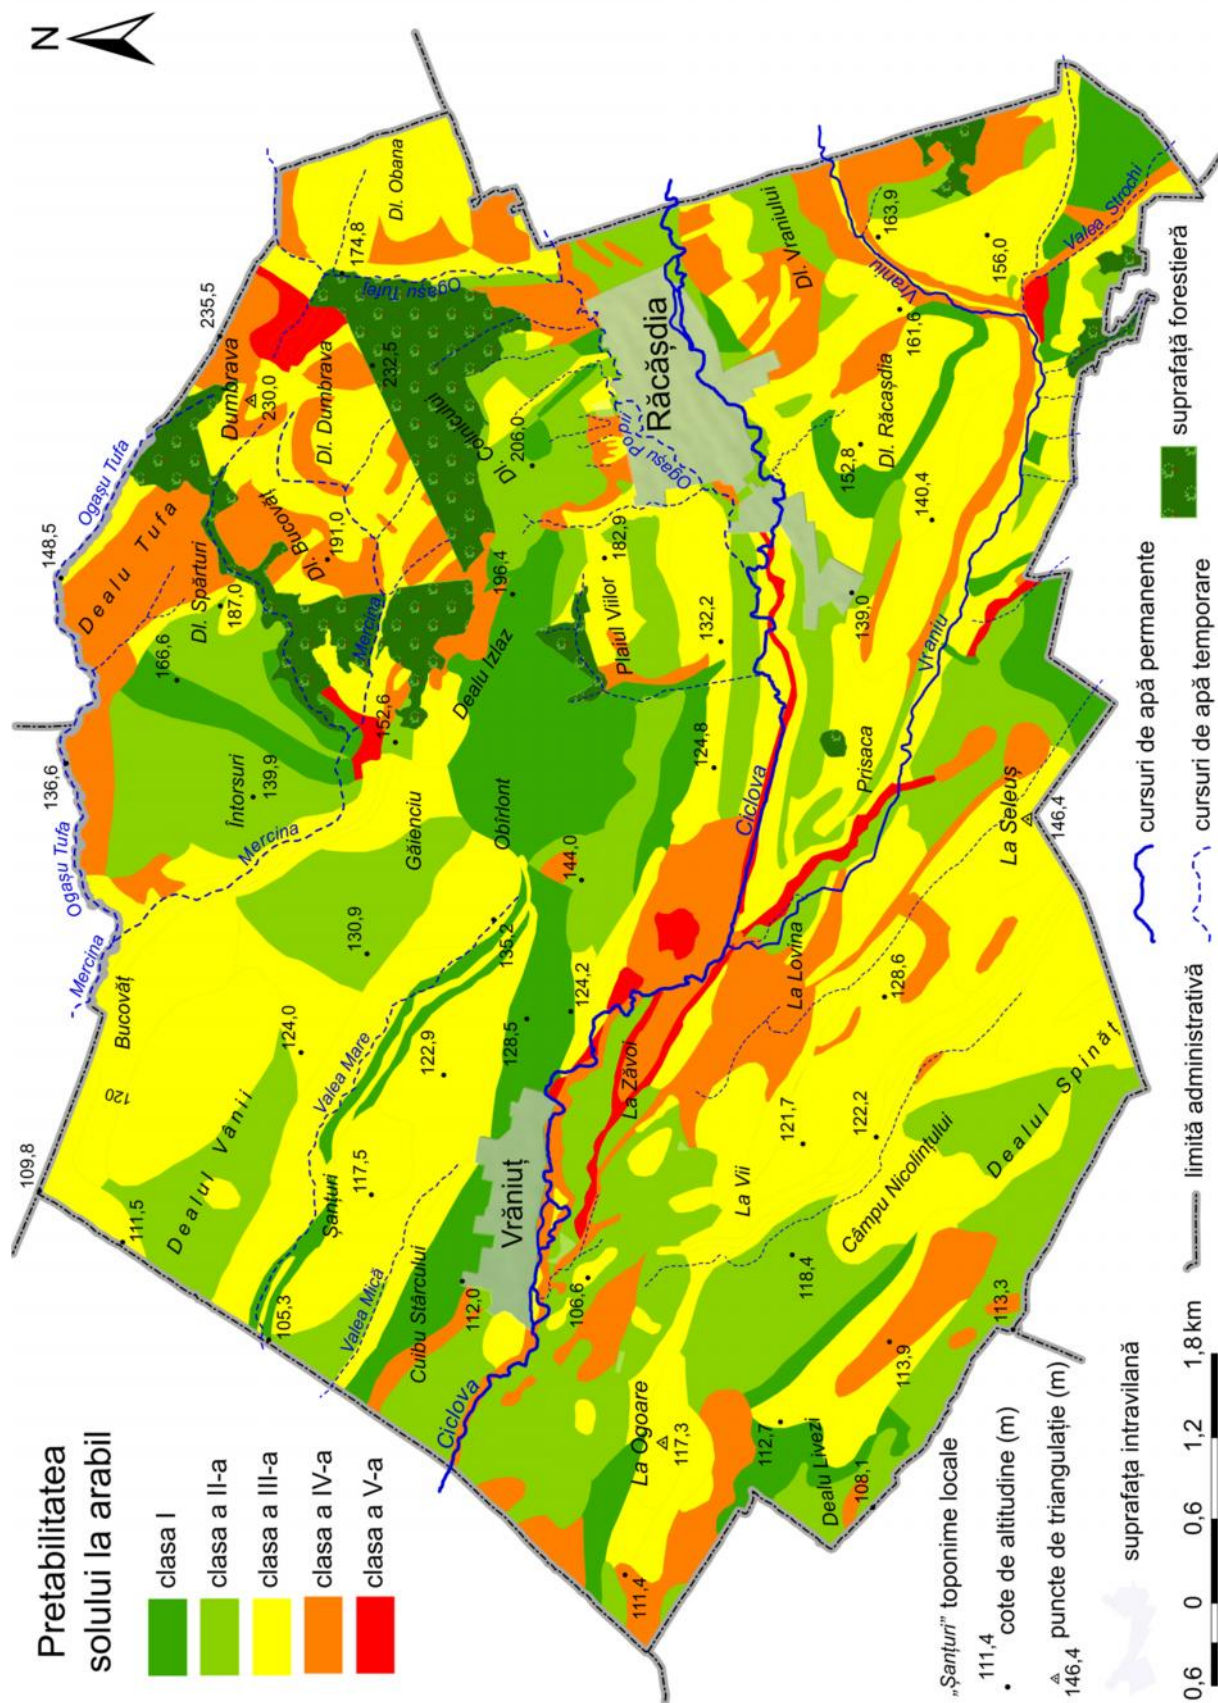 N
Pretabilitatea
solului la arabil
clasa I
clasa a II-a
clasa a III-a
clasa a IV-a
clasa a V-a
109,8
Mercina
Ogașu Tufa
136,6
148,5
Ogașu Tufa
235,5
Bucovăț
120
111,5
Dealul Vânii
124,0
Întorsuri
139,9
166,6
Dealu Tufa
Dl. Spărturi
187,0
Dumbrava
230,0
Dl. Dumbrava
Dl. Bucovăț
191,0
232,5
174,8
Dl. Obana
Ogașu Tufei
Mercina
Mercina
152,6
130,9
Găienciu
Valea Mare
Șanțuri
117,5
105,3
122,9
135,2
Obîrlont
Dealu Izlaz
196,4
Dl. Colnicului
206,0
Valea Mică
Cuibu Stârcului
112,0
Vrăniuț
128,5
124,2
144,0
Plaiul Viilor
182,9
Ogașu Popii
Răcășdia
132,2
124,8
Ciclova
Ciclova
106,6
La Zăvoi
La Ogoare
117,3
111,4
La Vii
121,7
La Lovina
Prisaca
139,0
Dl. Vraniului
152,8
Dl. Răcașdia
161,6
Vraniu
163,9
156,0
Valea Strochi
140,4
Vraniu
118,4
122,2
128,6
112,7
Dealu Livezi
108,1
113,9
Câmpu Nicolințului
Dealul Spinăț
113,3
La Seleuș
146,4
„Șanțuri” toponime locale
111,4 cote de altitudine (m)
146,4 puncte de triangulație (m)
suprafața intravilană
limită administrativă
cursuri de apă permanente
cursuri de apă temporare
suprafață forestieră
0,6 0 0,6 1,2 1,8 km